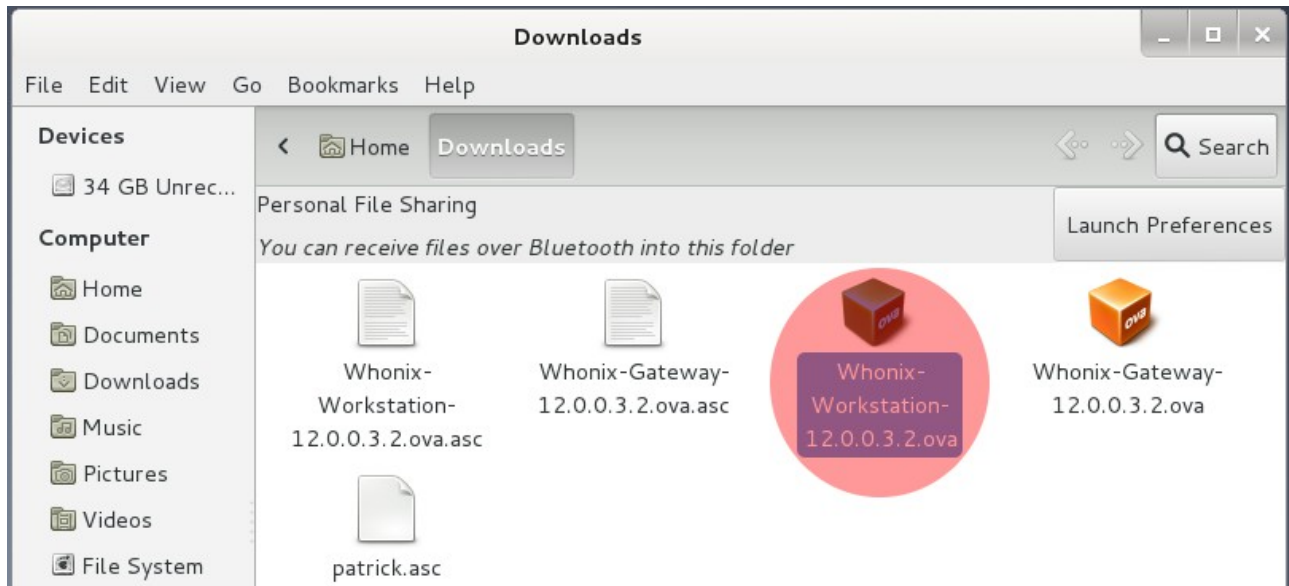 Downloads
File Edit View Go Bookmarks Help
Devices
34 GB Unrec...
Computer
Home
Documents
Downloads
Music
Pictures
Videos
File System
Home Downloads
Search
Personal File Sharing
You can receive files over Bluetooth into this folder
Launch Preferences
Whonix-
Workstation-
12.0.0.3.2.ova.asc
Whonix-Gateway-
12.0.0.3.2.ova.asc
ova
Whonix-
Workstation-
12.0.0.3.2.ova
ova
Whonix-Gateway-
12.0.0.3.2.ova
patrick.asc